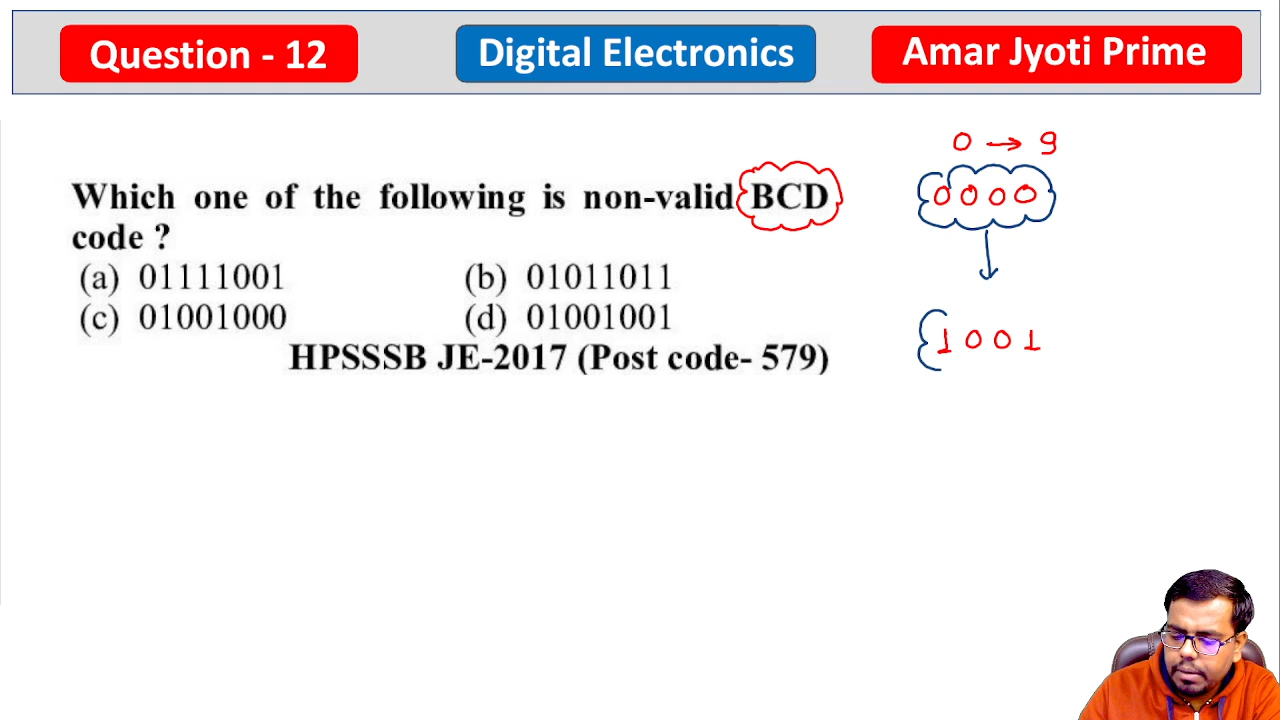 Question - 12
Digital Electronics
Amar Jyoti Prime
0 → 9
0000
Which one of the following is non-valid BCD
code ?
(a) 01111001 (b) 01011011
(c) 01001000 (d) 01001001
1001
HPSSSB JE-2017 (Post code- 579)